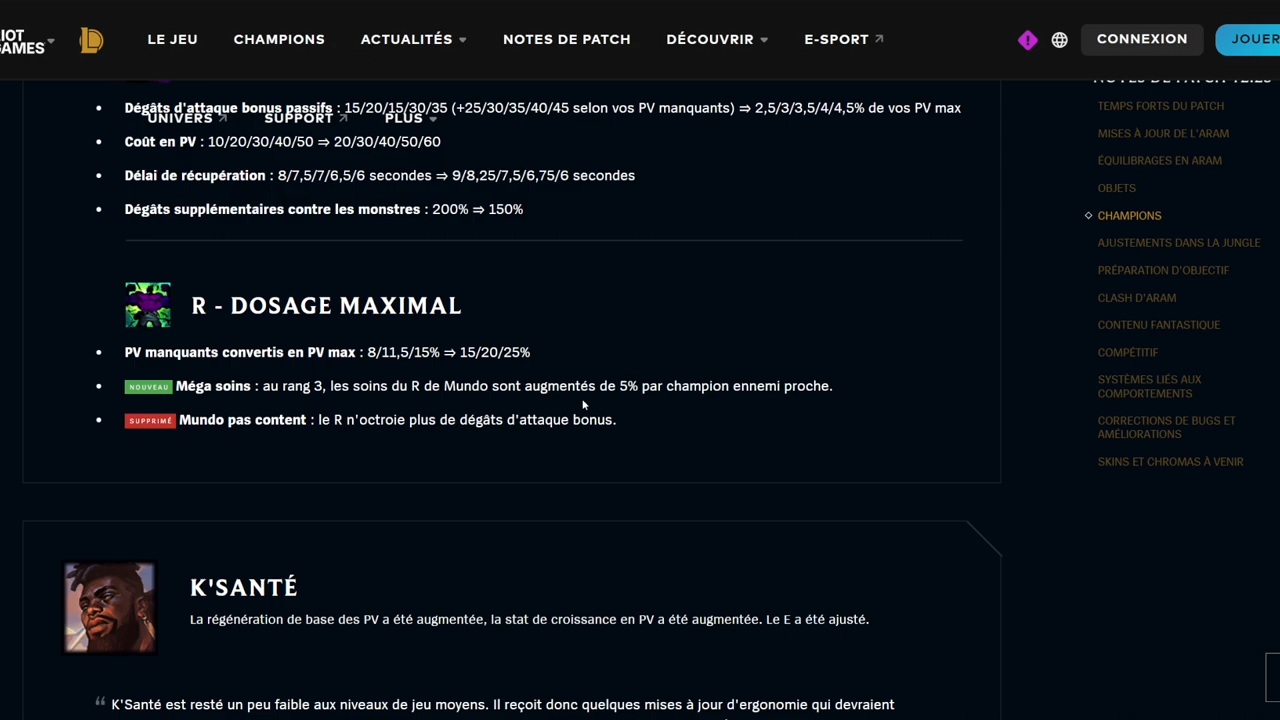 RIOT GAMES
LE JEU
CHAMPIONS
ACTUALITÉS
NOTES DE PATCH
DÉCOUVRIR
E-SPORT
CONNEXION
JOUER
UNIVERS
SUPPORT
PLUS
• Dégâts d'attaque bonus passifs : 15/20/15/30/35 (+25/30/35/40/45 selon vos PV manquants) ⇒ 2,5/3/3,5/4/4,5% de vos PV max
• Coût en PV : 10/20/30/40/50 ⇒ 20/30/40/50/60
• Délai de récupération : 8/7,5/7/6,5/6 secondes ⇒ 9/8,25/7,5/6,75/6 secondes
• Dégâts supplémentaires contre les monstres : 200% ⇒ 150%
R - DOSAGE MAXIMAL
• PV manquants convertis en PV max : 8/11,5/15% ⇒ 15/20/25%
• NOUVEAU Méga soins : au rang 3, les soins du R de Mundo sont augmentés de 5% par champion ennemi proche.
• SUPPRIMÉ Mundo pas content : le R n'octroie plus de dégâts d'attaque bonus.
K'SANTÉ
La régénération de base des PV a été augmentée, la stat de croissance en PV a été augmentée. Le E a été ajusté.
“ K'Santé est resté un peu faible aux niveaux de jeu moyens. Il reçoit donc quelques mises à jour d'ergonomie qui devraient
NOTES DE PATCH 12.23
TEMPS FORTS DU PATCH
MISES À JOUR DE L'ARAM
ÉQUILIBRAGES EN ARAM
OBJETS
CHAMPIONS
AJUSTEMENTS DANS LA JUNGLE
PRÉPARATION D'OBJECTIF
CLASH D'ARAM
CONTENU FANTASTIQUE
COMPÉTITIF
SYSTÈMES LIÉS AUX
COMPORTEMENTS
CORRECTIONS DE BUGS ET
AMÉLIORATIONS
SKINS ET CHROMAS À VENIR